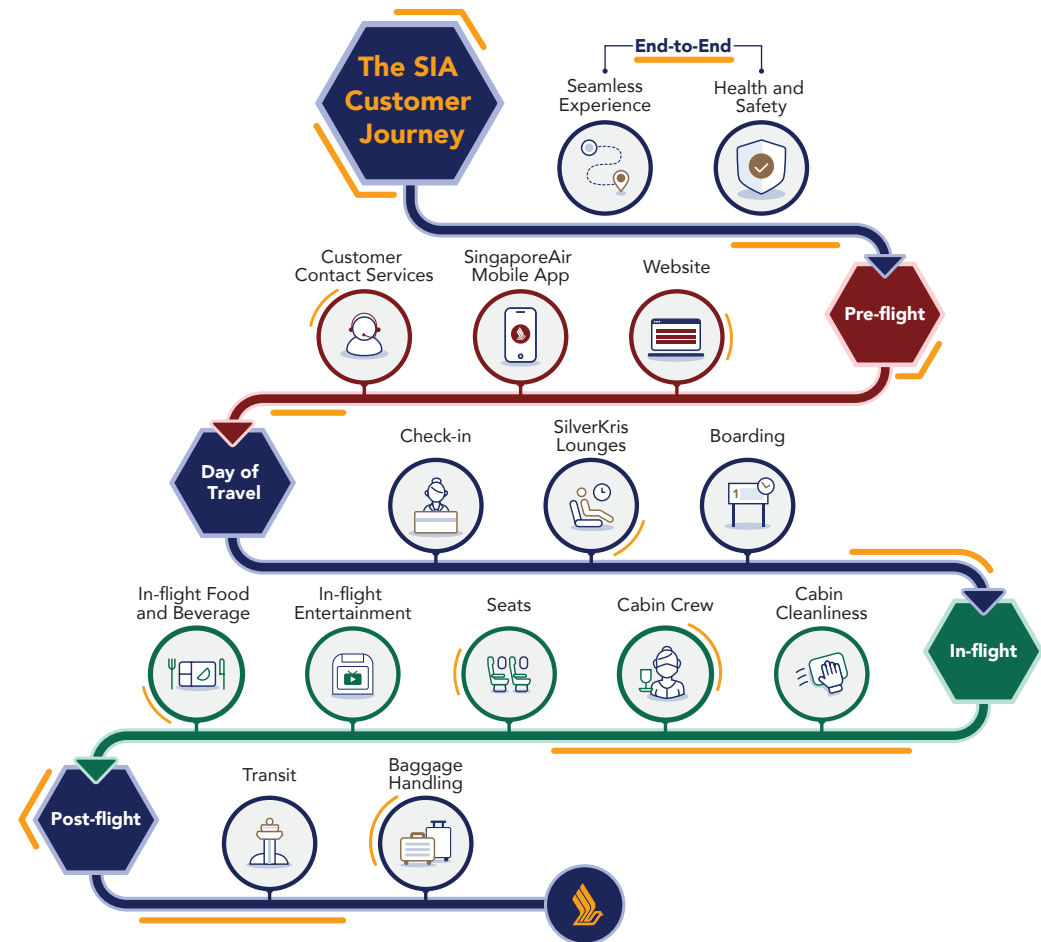 The SIA
Customer
Journey
End-to-End
Seamless
Experience
Health and
Safety
Pre-flight
Customer
Contact Services
SingaporeAir
Mobile App
Website
Day of
Travel
Check-in
SilverKris
Lounges
Boarding
1
In-flight
In-flight Food
and Beverage
In-flight
Entertainment
Seats
Cabin Crew
Cabin
Cleanliness
Post-flight
Transit
Baggage
Handling